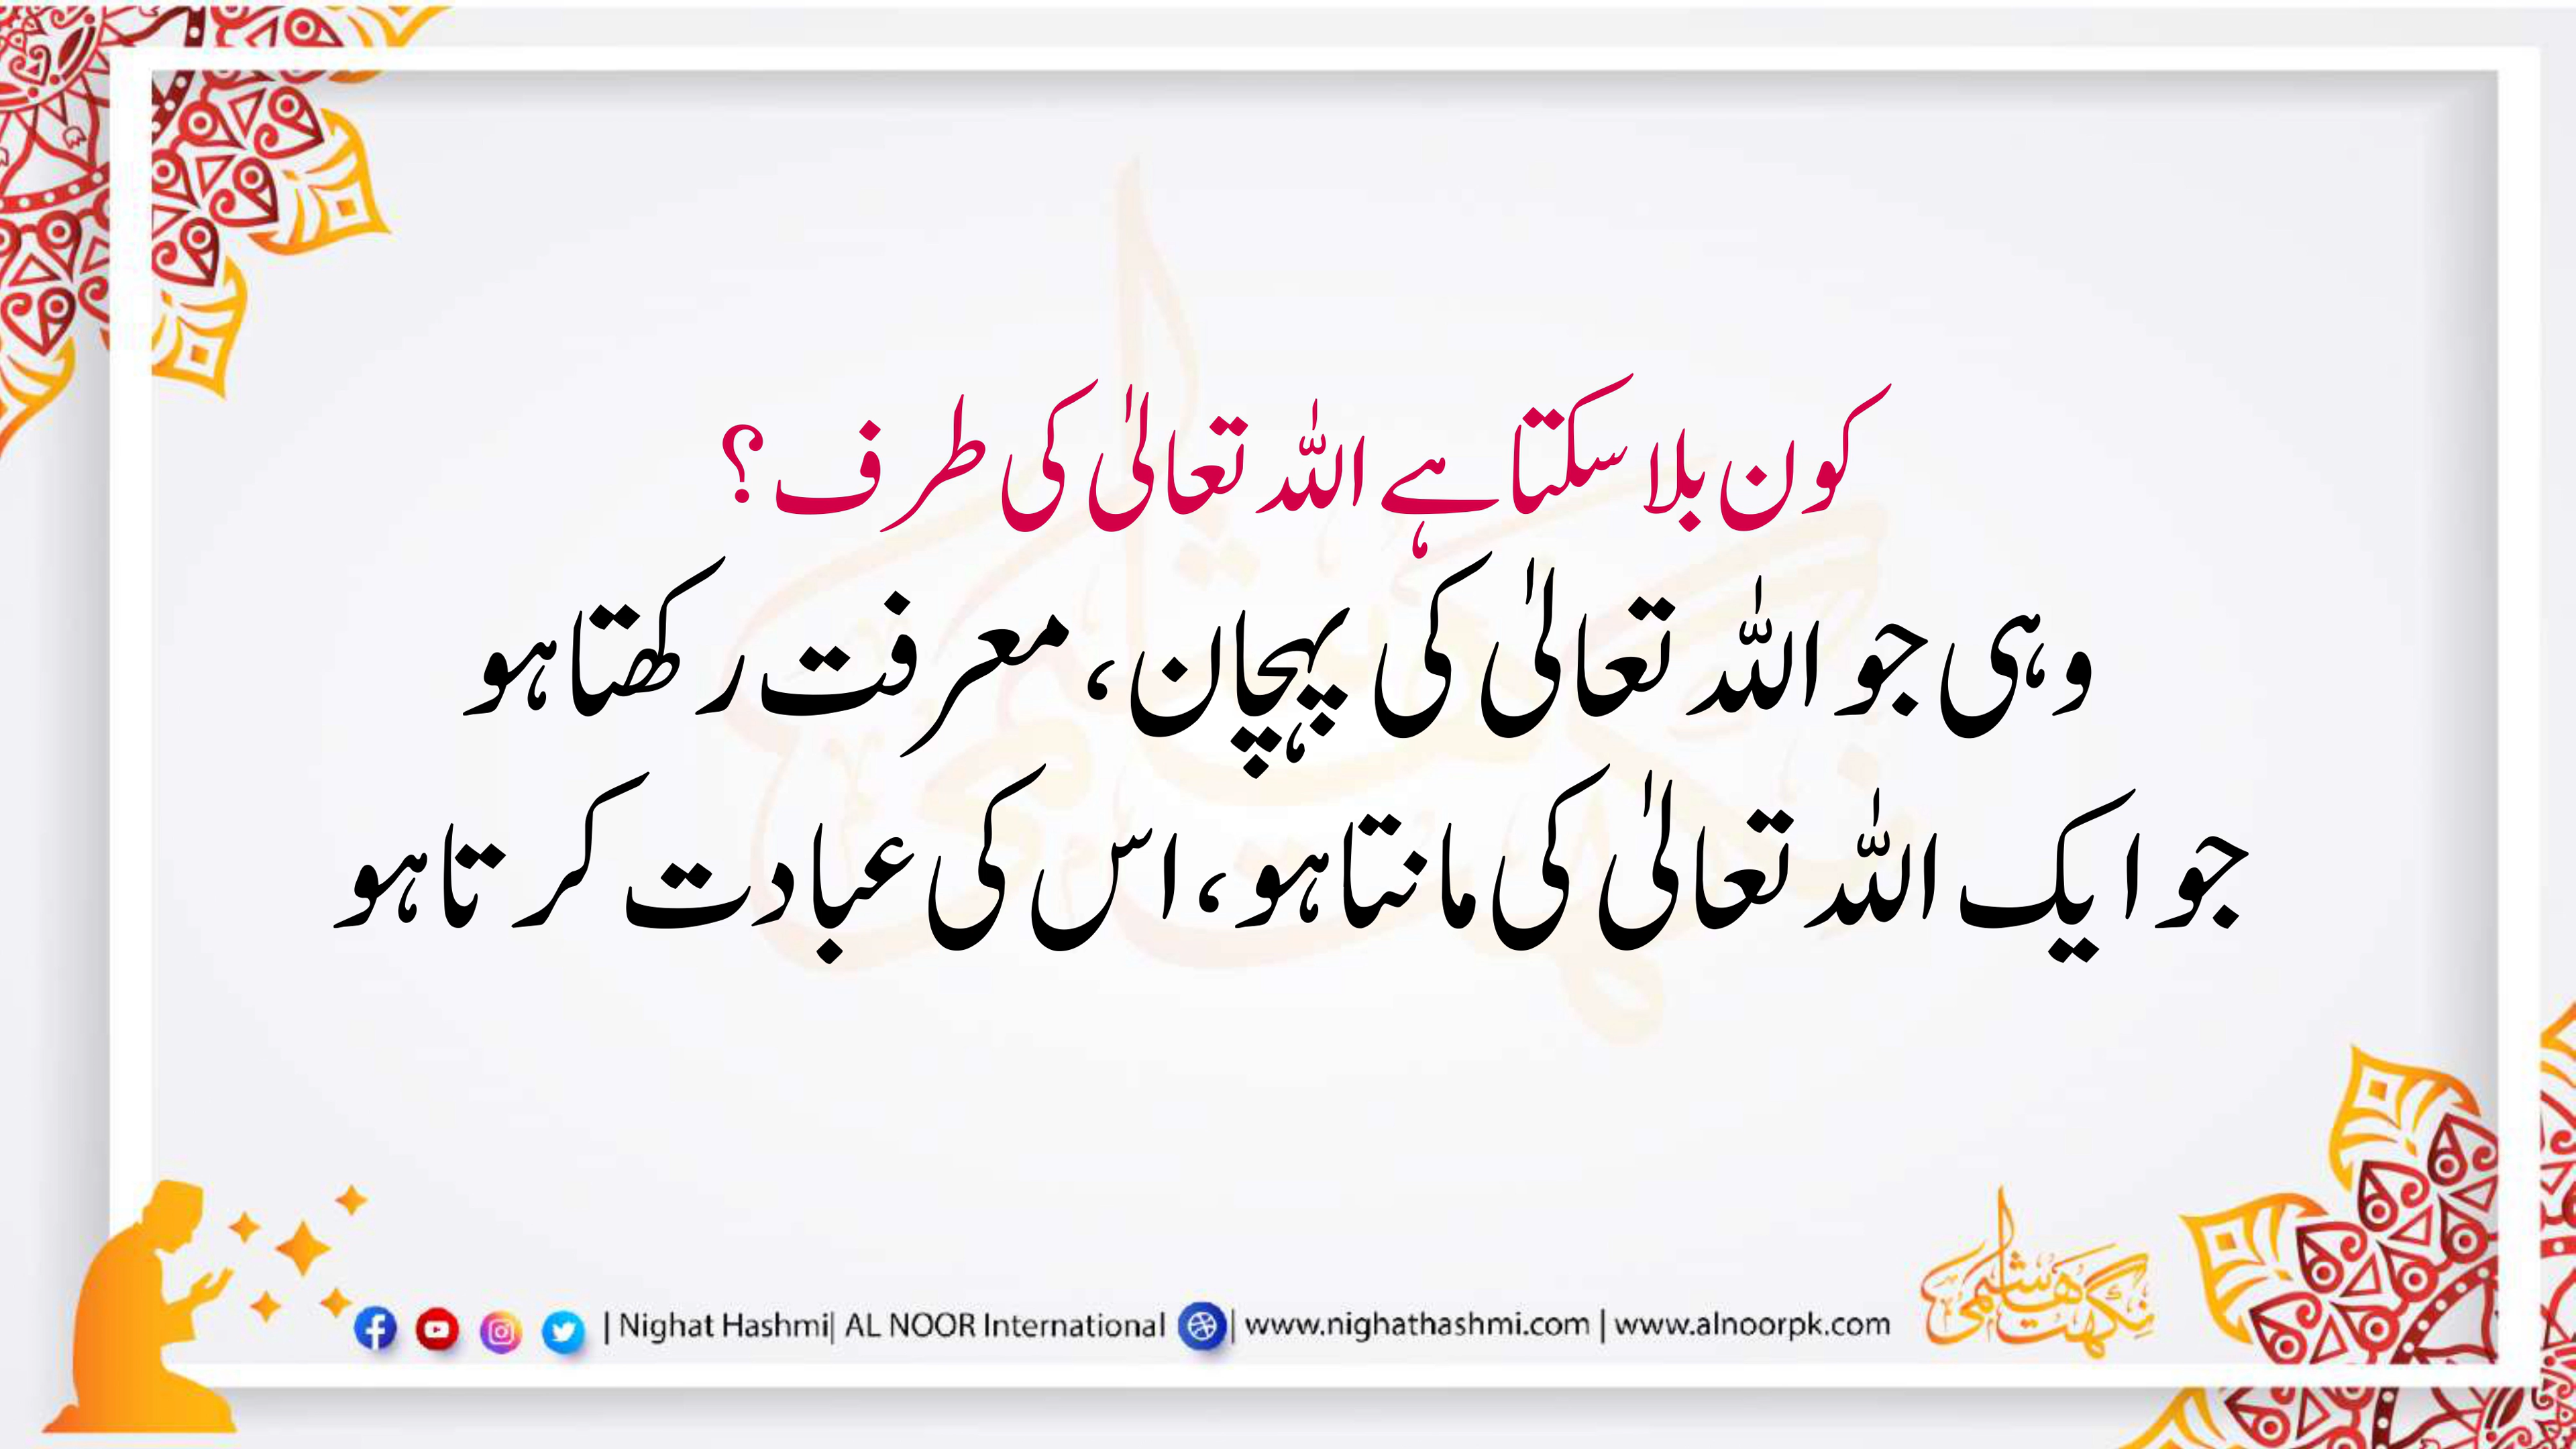 کون بلا سکتا ہے اللہ تعالیٰ کی طرف؟
وہی جو اللہ تعالیٰ کی پہچان، معرفت رکھتا ہو
جو ایک اللہ تعالیٰ کی مانتا ہو، اس کی عبادت کرتا ہو
| Nighat Hashmi| AL NOOR International | www.nighathashmi.com | www.alnoorpk.com
نگہت ہاشمی